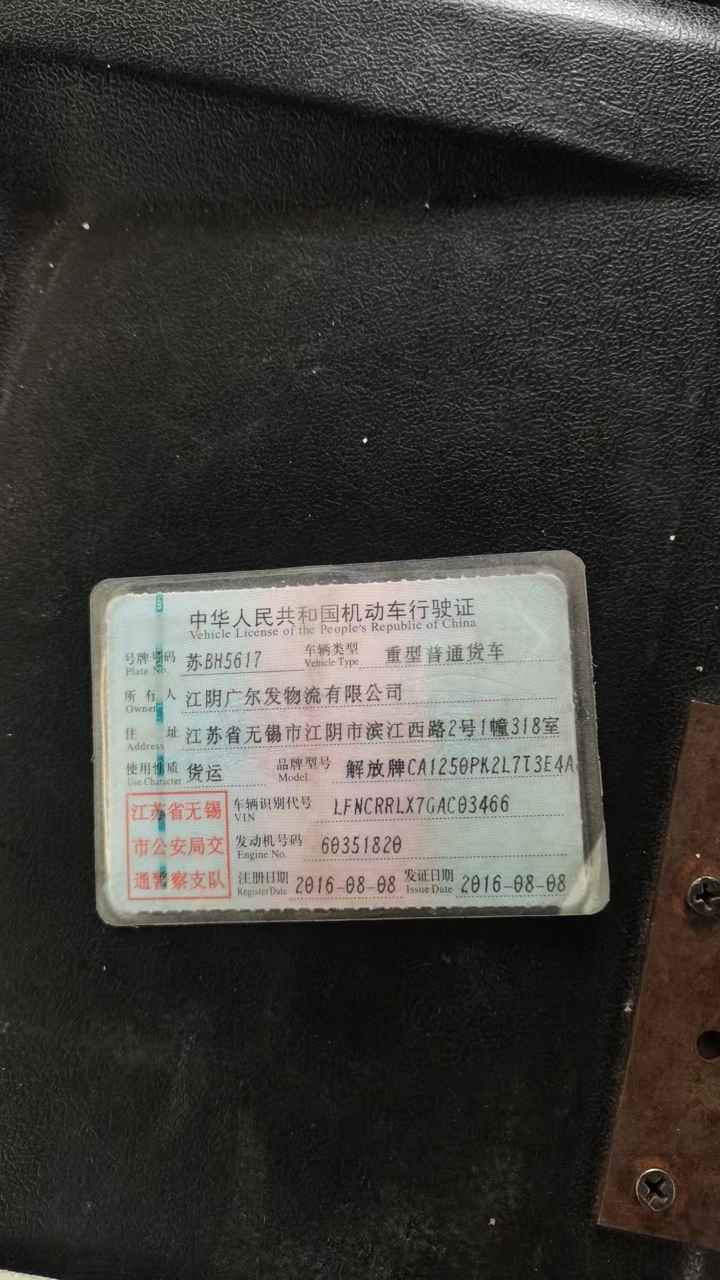 中华人民共和国机动车行驶证
Vehicle License of the People's Republic of China
号牌号码 Plate No. 苏BH5617 车辆类型 Vehicle Type 重型普通货车
所有人 Owner 江阴广尔发物流有限公司
住址 Address 江苏省无锡市江阴市滨江西路2号1幢318室
使用性质 Use Character 货运 品牌型号 Model 解放牌CA1250PK2L7T3E4A
江苏省无锡
市公安局交
通警察支队
车辆识别代号 VIN LFNCRRLX7GAC03466
发动机号码 Engine No. 60351820
注册日期 Register Date 2016-08-08 发证日期 Issue Date 2016-08-08